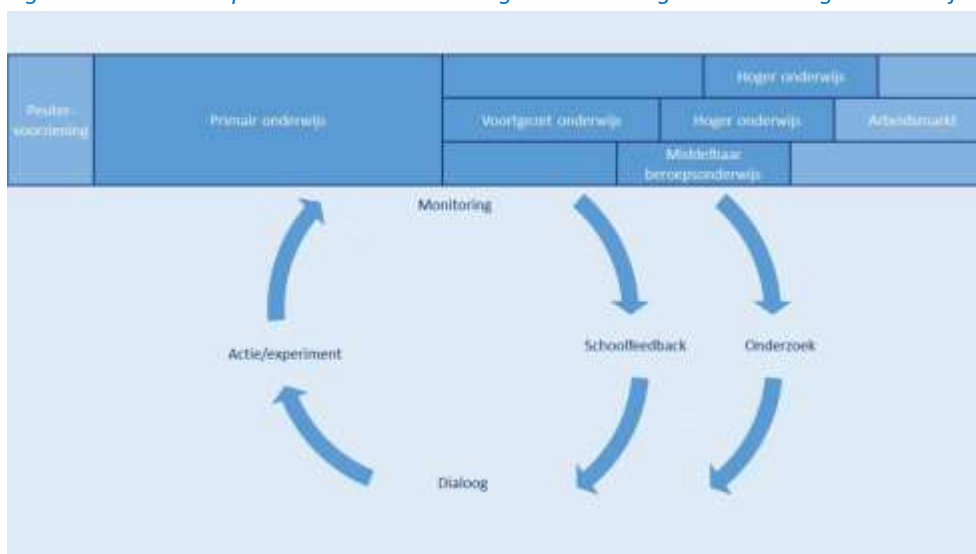 Hoger onderwijs
Peuter-
voorziening
Primair onderwijs
Voortgezet onderwijs
Hoger onderwijs
Arbeidsmarkt
Middelbaar
beroepsonderwijs
Monitoring
Actie/experiment
Schoolfeedback
Onderzoek
Dialoog